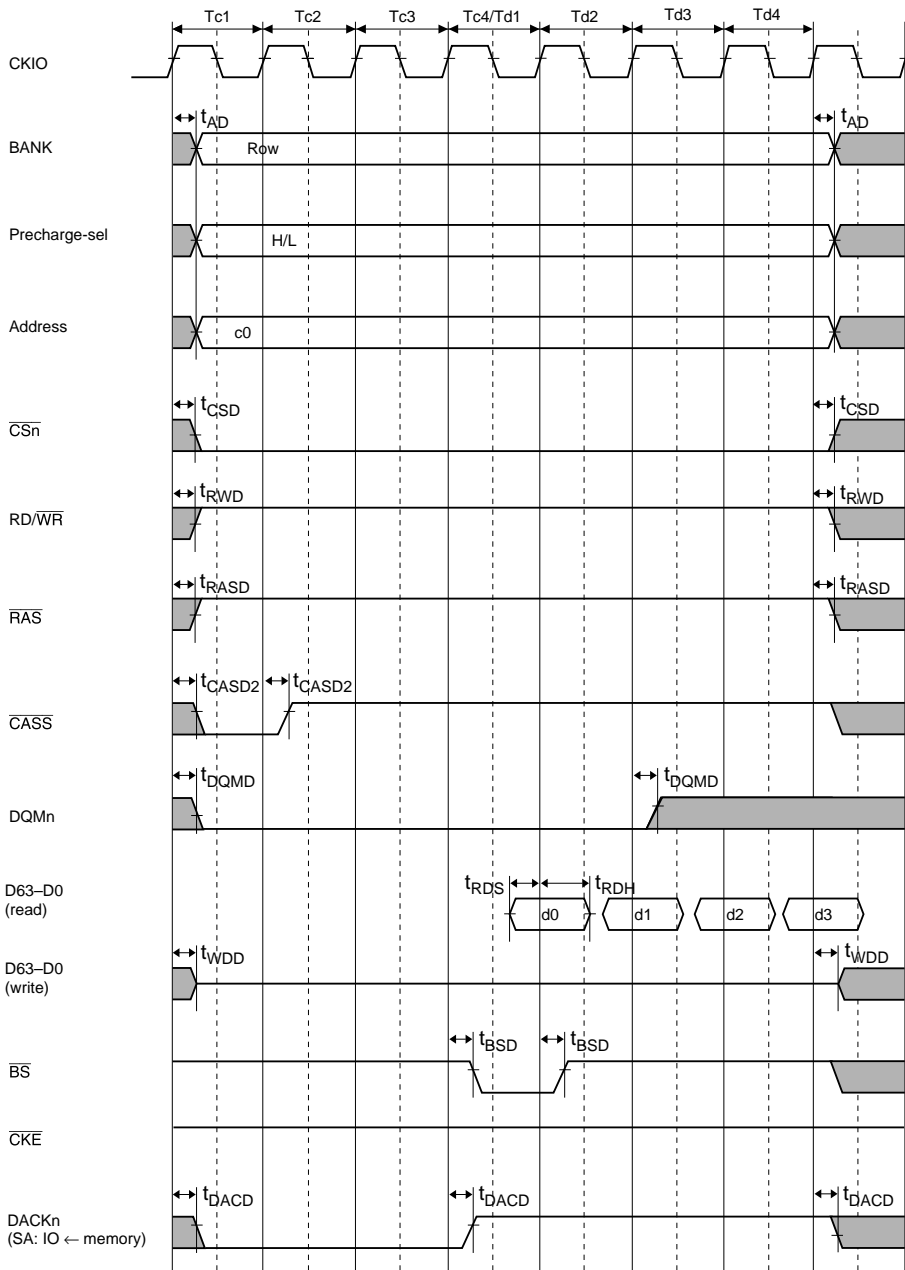 Tc1 Tc2 Tc3 Tc4/Td1 Td2 Td3 Td4
CKIO
tAD tAD
BANK Row
Precharge-sel H/L
Address c0
tCSD tCSD
CSn
tRWD tRWD
RD/WR
tRASD tRASD
RAS
tCASD2 tCASD2
CASS
tDQMD tDQMD
DQMn
D63–D0
(read)
tRDS tRDH
d0 d1 d2 d3
tWDD tWDD
D63–D0
(write)
tBSD tBSD
BS
CKE
tDACD tDACD tDACD
DACKn
(SA: IO ← memory)